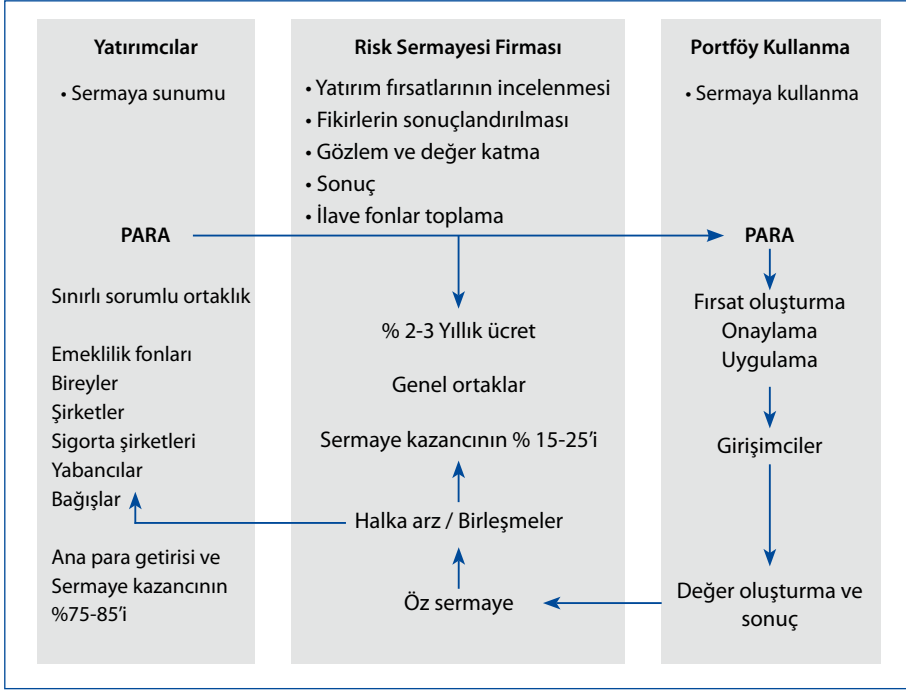 Yatırımcılar
• Sermaya sunumu
PARA
Sınırlı sorumlu ortaklık
Emeklilik fonları
Bireyler
Şirketler
Sigorta şirketleri
Yabancılar
Bağışlar
Ana para getirisi ve
Sermaye kazancının
%75-85’i
Risk Sermayesi Firması
• Yatırım fırsatlarının incelenmesi
• Fikirlerin sonuçlandırılması
• Gözlem ve değer katma
• Sonuç
• İlave fonlar toplama
% 2-3 Yıllık ücret
Genel ortaklar
Sermaye kazancının % 15-25’i
Halka arz / Birleşmeler
Öz sermaye
Portföy Kullanma
• Sermaya kullanma
PARA
Fırsat oluşturma
Onaylama
Uygulama
Girişimciler
Değer oluşturma ve
sonuç